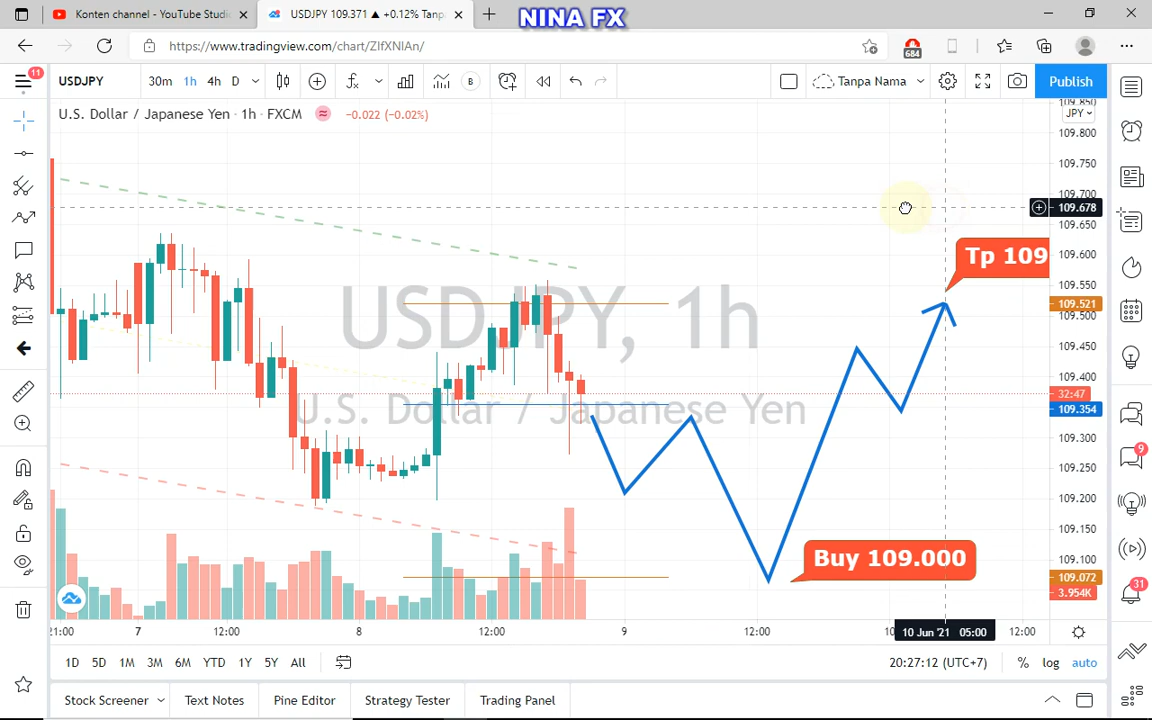 Konten channel - YouTube Studio
USDJPY 109.371 ▲ +0.12% Tanp
NINA FX
https://www.tradingview.com/chart/ZIfXNIAn/
684
11
USDJPY
30m
1h
4h
D
B
Tanpa Nama
Publish
U.S. Dollar / Japanese Yen · 1h · FXCM
−0.022 (−0.02%)
109.850
JPY
109.800
109.750
109.700
109.678
109.650
109.600
Tp 109
109.550
109.521
109.500
109.450
109.400
32:47
109.354
109.300
109.250
109.200
109.150
109.100
109.072
3.954K
USDJPY, 1h
U.S. Dollar / Japanese Yen
Buy 109.000
9
31
21:00
7
12:00
8
12:00
9
12:00
10
10 Jun '21 05:00
12:00
1D
5D
1M
3M
6M
YTD
1Y
5Y
All
20:27:12 (UTC+7)
%
log
auto
Stock Screener
Text Notes
Pine Editor
Strategy Tester
Trading Panel